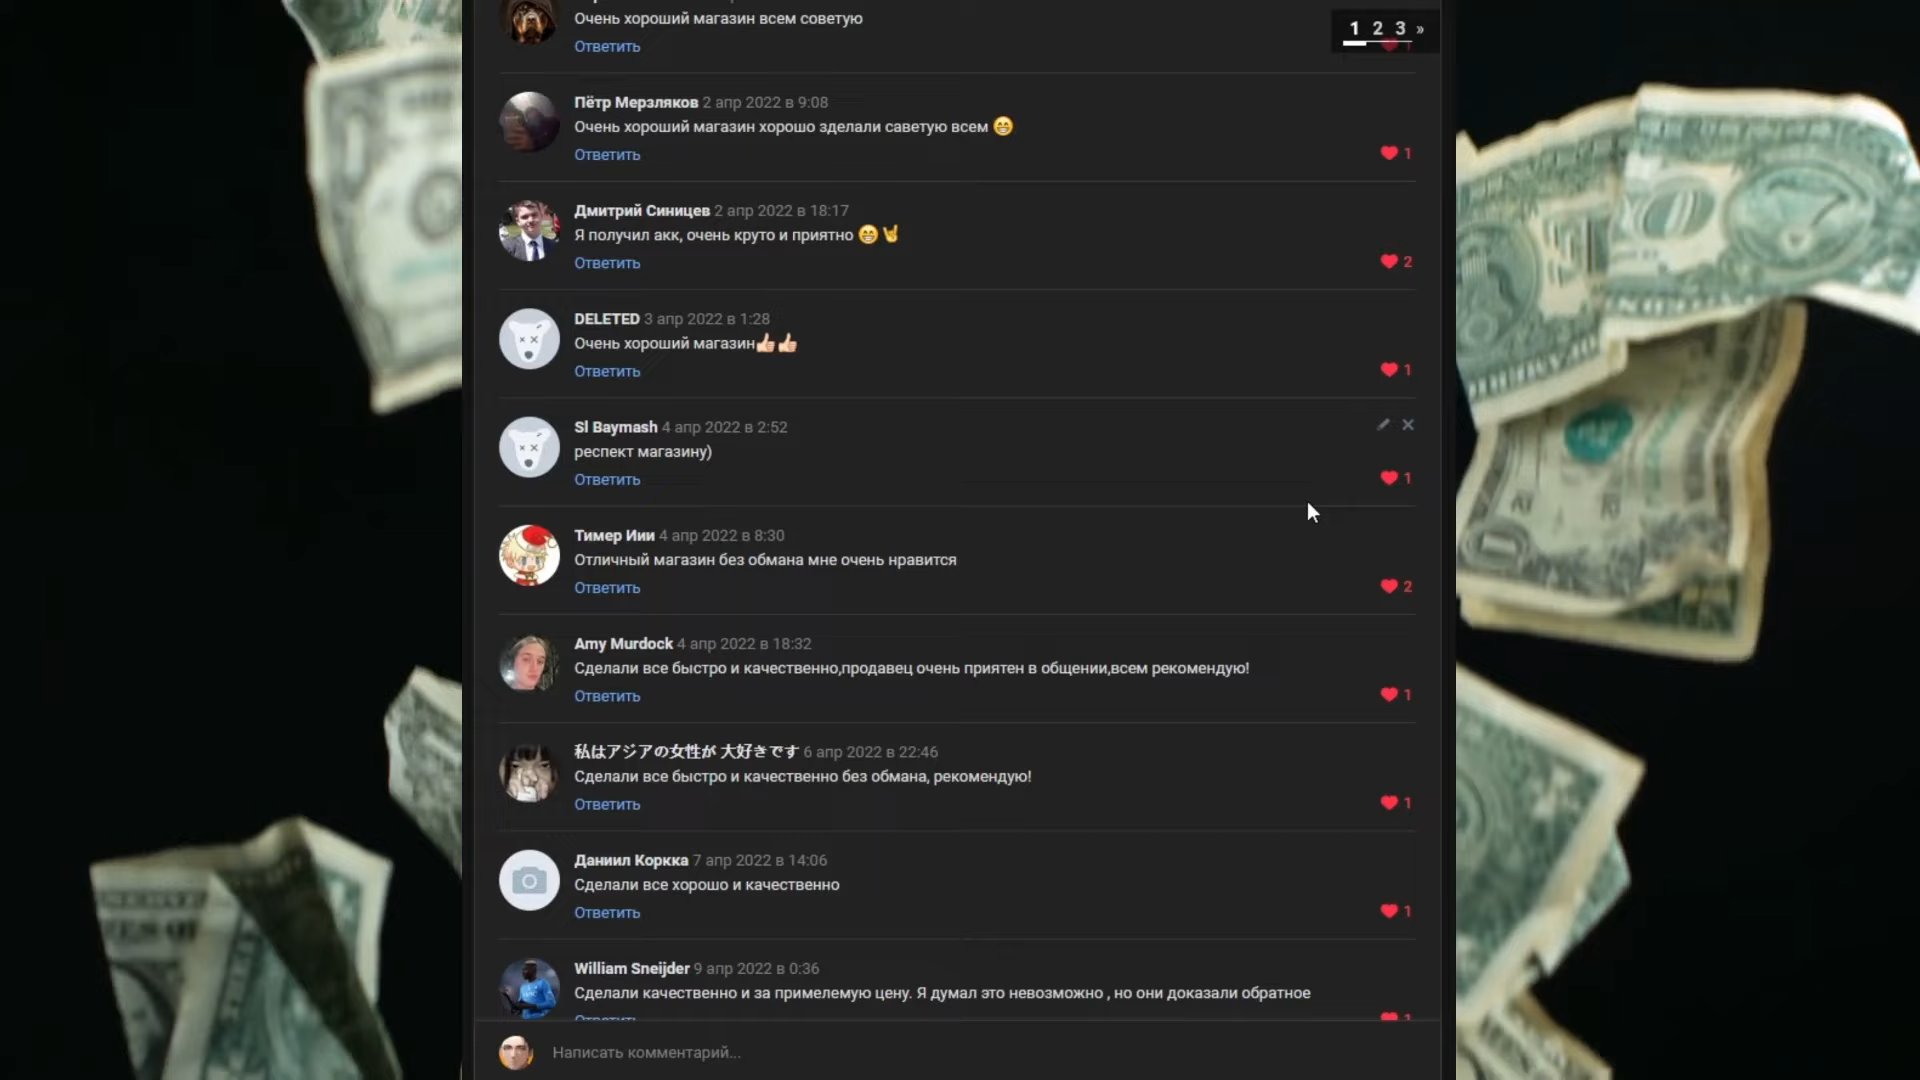 Очень хороший магазин всем советую
Ответить
1 2 3 »
Пётр Мерзляков 2 апр 2022 в 9:08
Очень хороший магазин хорошо зделали саветую всем 😁
Ответить
1
Дмитрий Синицев 2 апр 2022 в 18:17
Я получил акк, очень круто и приятно 😁🤘
Ответить
2
DELETED 3 апр 2022 в 1:28
Очень хороший магазин👍🏻👍🏻
Ответить
1
Sl Baymash 4 апр 2022 в 2:52
респект магазину)
Ответить
1
Тимер Иии 4 апр 2022 в 8:30
Отличный магазин без обмана мне очень нравится
Ответить
2
Amy Murdock 4 апр 2022 в 18:32
Сделали все быстро и качественно,продавец очень приятен в общении,всем рекомендую!
Ответить
1
私はアジアの女性が 大好きです 6 апр 2022 в 22:46
Сделали все быстро и качественно без обмана, рекомендую!
Ответить
1
Даниил Коркка 7 апр 2022 в 14:06
Сделали все хорошо и качественно
Ответить
1
William Sneijder 9 апр 2022 в 0:36
Сделали качественно и за примелемую цену. Я думал это невозможно , но они доказали обратное
Ответить
1
Написать комментарий...